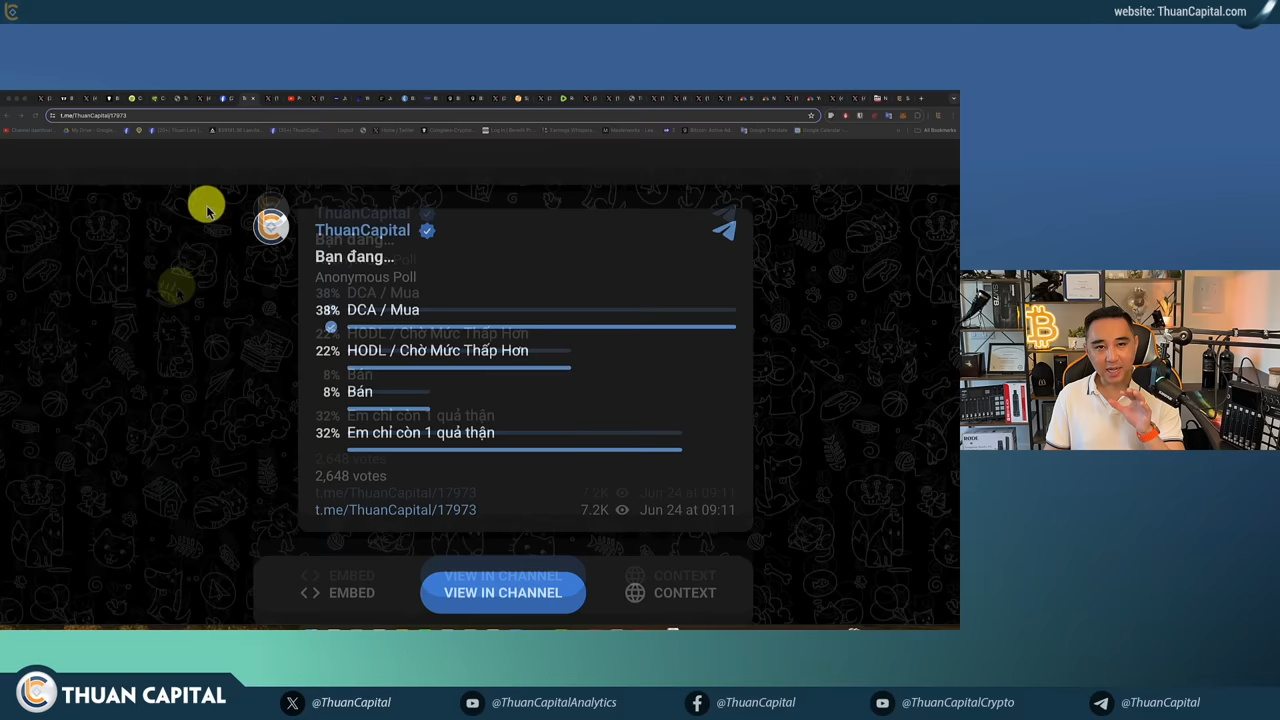 website: ThuanCapital.com
t.me/ThuanCapital/17973
All Bookmarks
ThuanCapital
Bạn đang...
Anonymous Poll
38% DCA / Mua
22% HODL / Chờ Mức Thấp Hơn
8% Bán
32% Em chỉ còn 1 quả thận
2,648 votes
t.me/ThuanCapital/17973 7.2K Jun 24 at 09:11
EMBED VIEW IN CHANNEL CONTEXT
THUAN CAPITAL
@ThuanCapital @ThuanCapitalAnalytics @ThuanCapital @ThuanCapitalCrypto @ThuanCapital